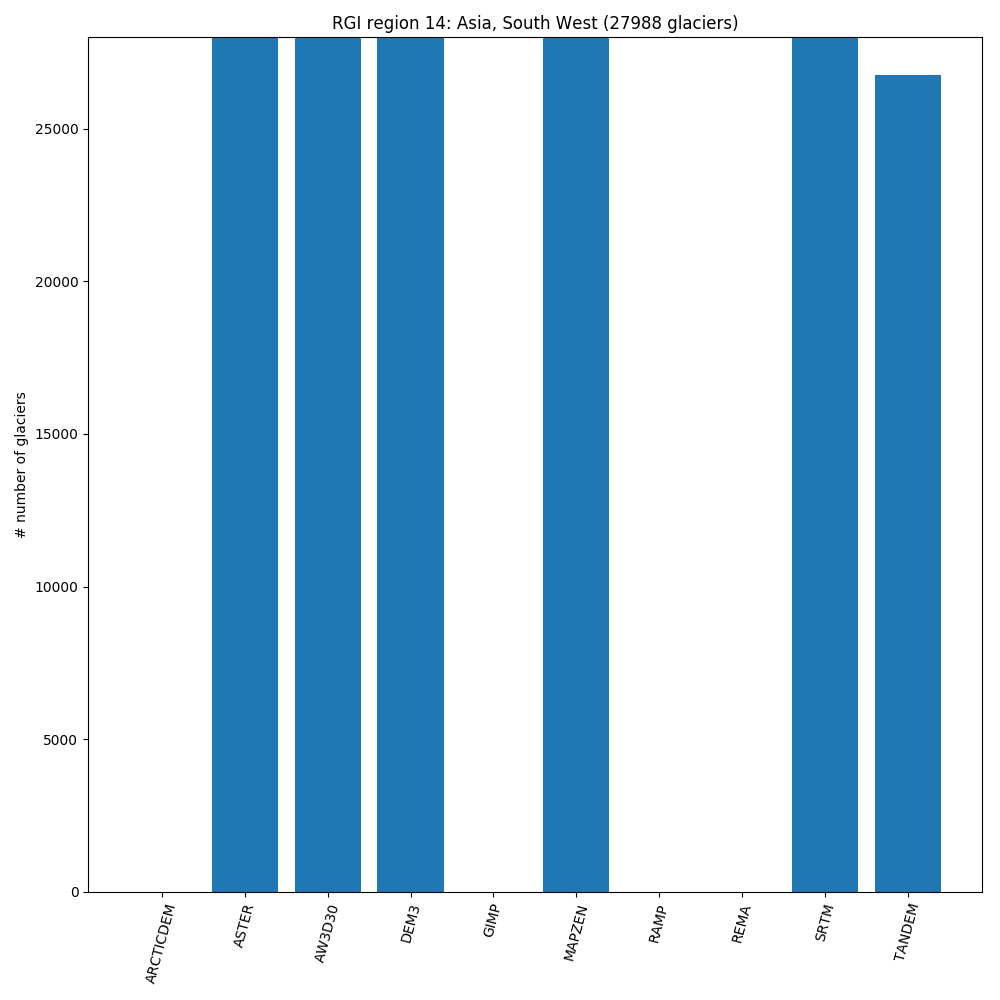 RGI region 14: Asia, South West (27988 glaciers)
# number of glaciers
25000
20000
15000
10000
5000
0
ARCTICDEM
ASTER
AW3D30
DEM3
GIMP
MAPZEN
RAMP
REMA
SRTM
TANDEM